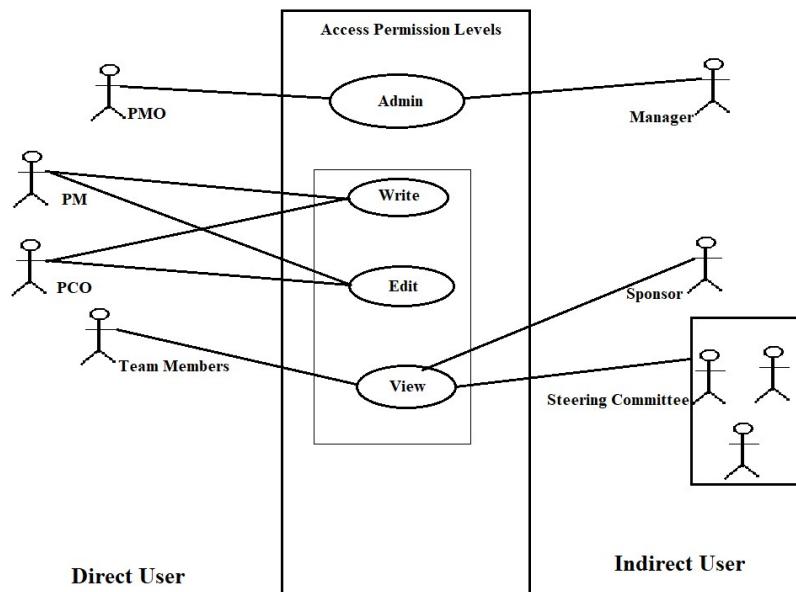 Access Permission Levels
PMO
Admin
Manager
PM
Write
PCO
Edit
Sponsor
Team Members
View
Steering Committee
Direct User
Indirect User